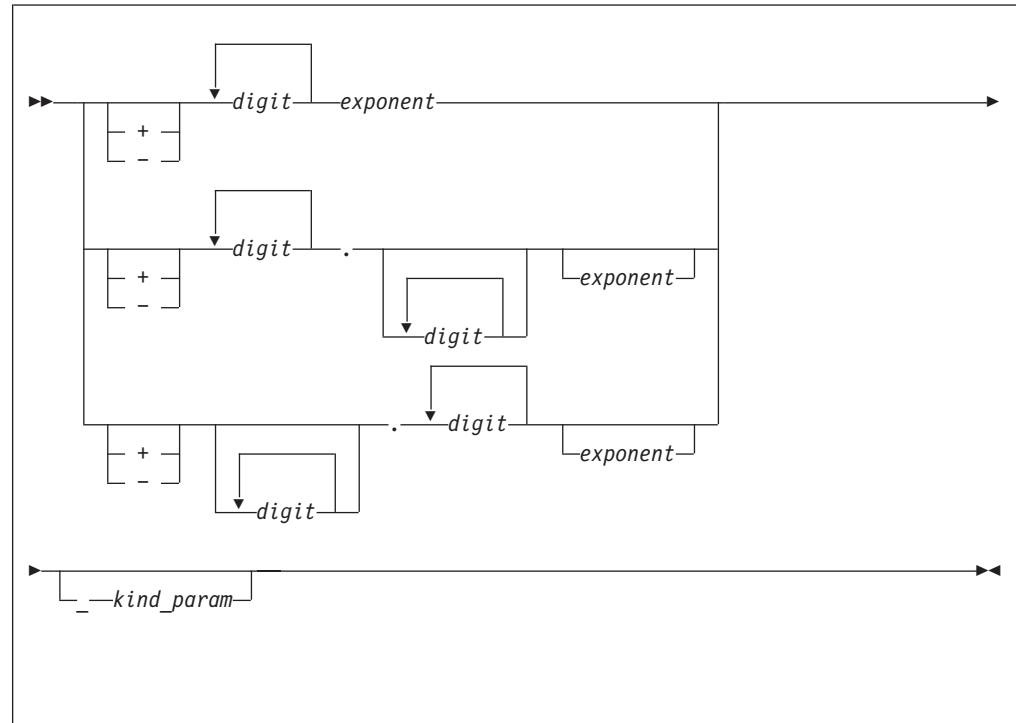 digit exponent
+
–
digit .
+
–
exponent
digit
. digit
+
–
exponent
digit
_ kind_param